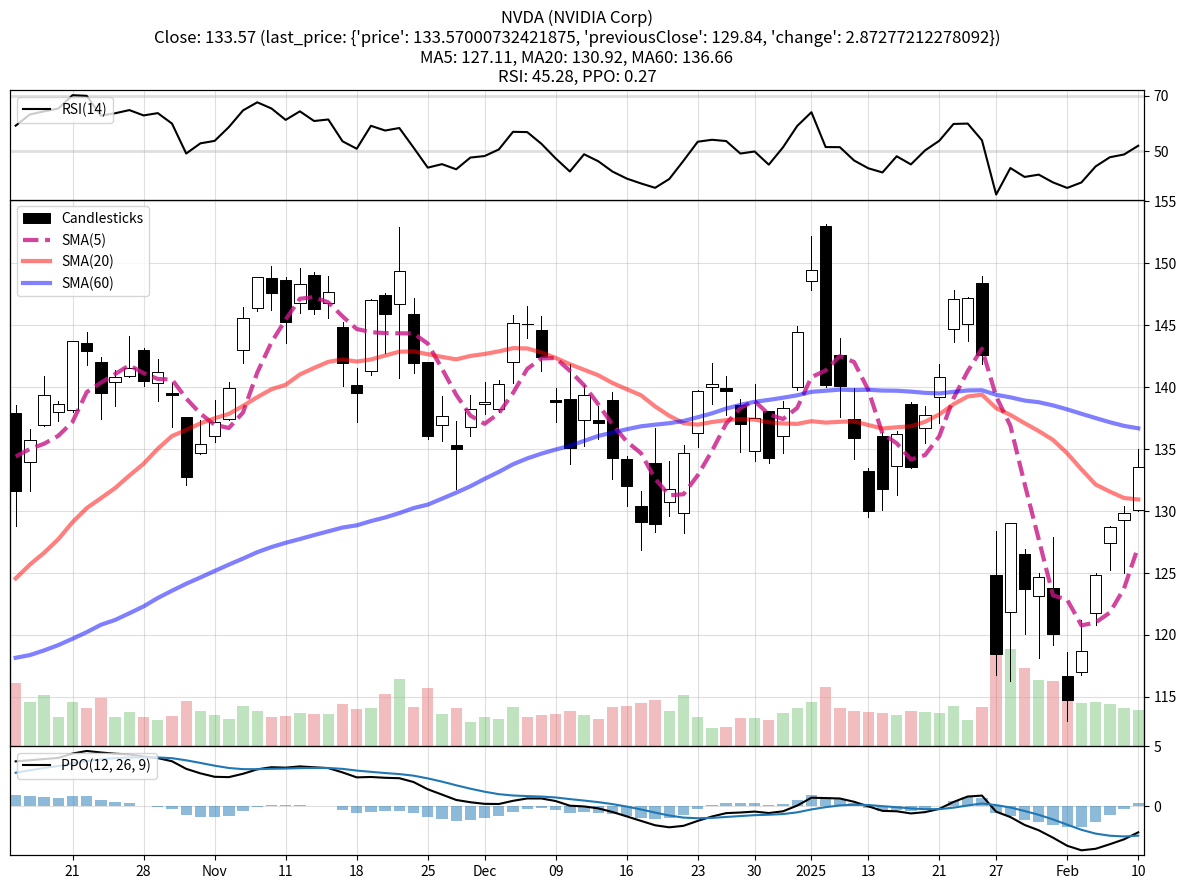 NVDA (NVIDIA Corp)
Close: 133.57 (last_price: {'price': 133.57000732421875, 'previousClose': 129.84, 'change': 2.87277212278092})
MA5: 127.11, MA20: 130.92, MA60: 136.66
RSI: 45.28, PPO: 0.27
RSI(14)
70
50
Candlesticks
SMA(5)
SMA(20)
SMA(60)
155
150
145
140
135
130
125
120
115
PPO(12, 26, 9)
5
0
21 28 Nov 11 18 25 Dec 09 16 23 30 2025 13 21 27 Feb 10